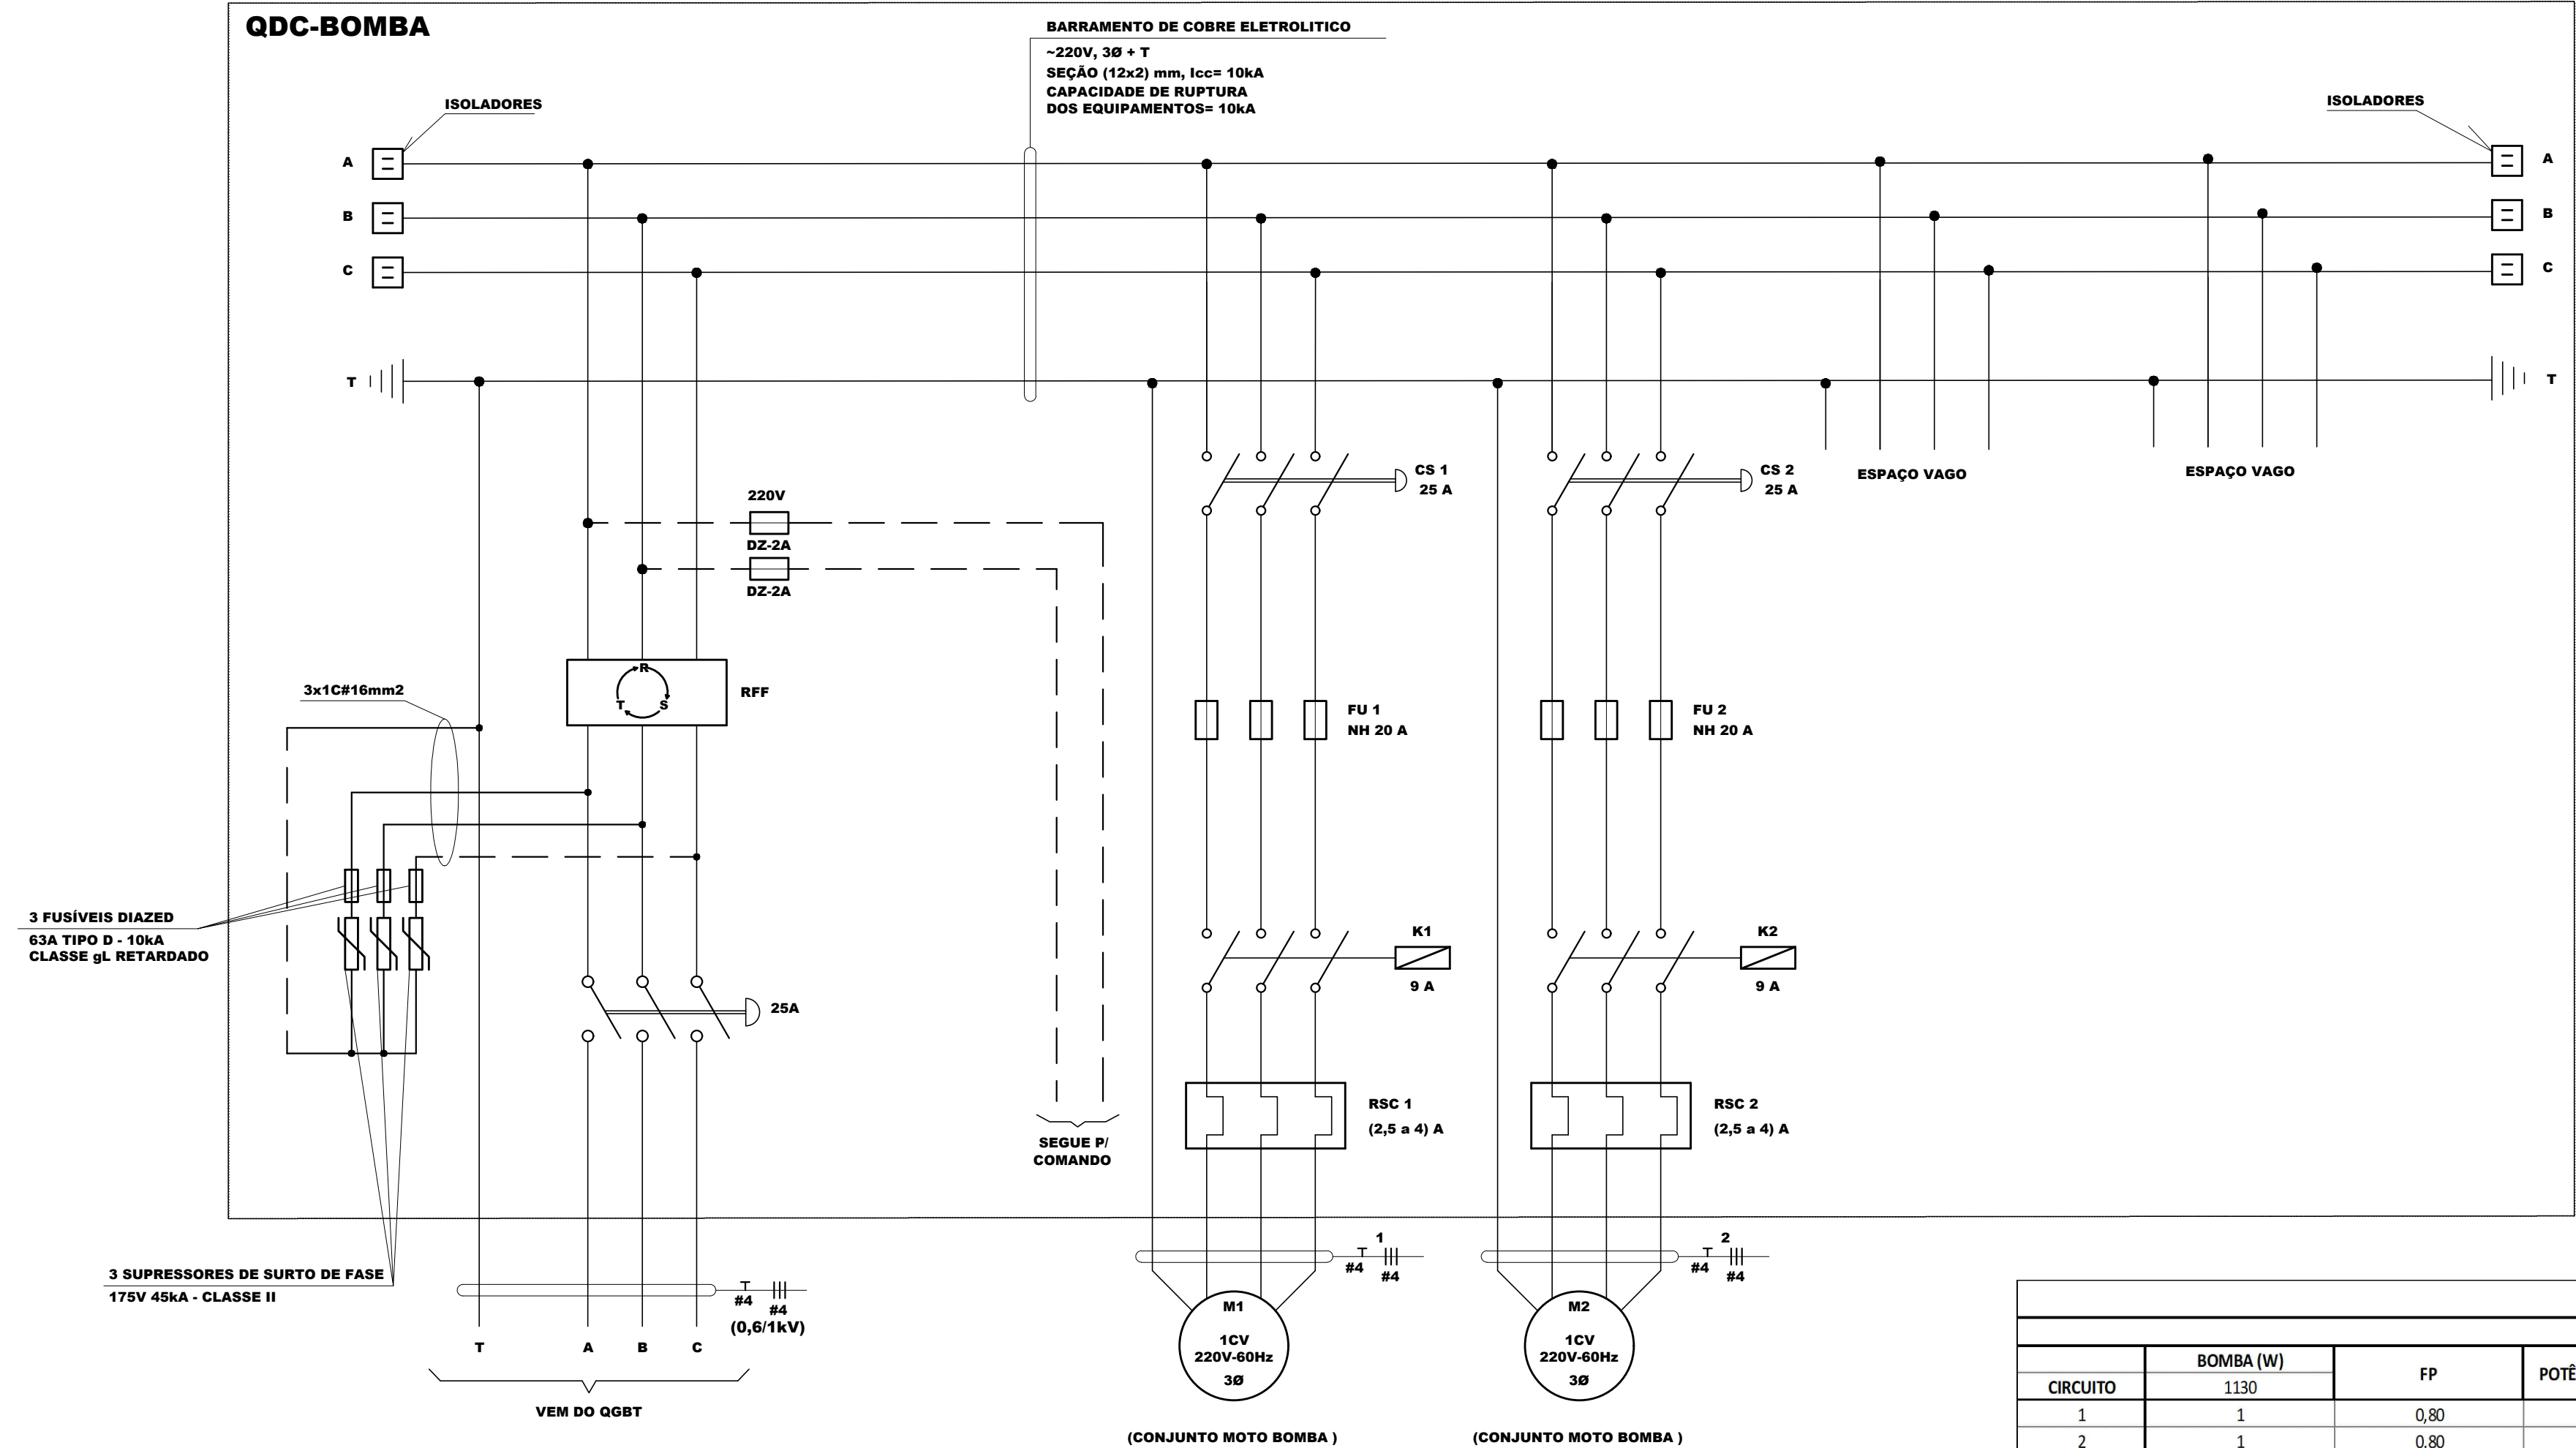 QDC-BOMBA
BARRAMENTO DE COBRE ELETROLITICO
~220V, 3Ø + T
SEÇÃO (12x2) mm, Icc= 10kA
CAPACIDADE DE RUPTURA
DOS EQUIPAMENTOS= 10kA
ISOLADORES
ISOLADORES
A
A
B
B
C
C
T
T
CS 1
25 A
CS 2
25 A
ESPAÇO VAGO
ESPAÇO VAGO
220V
DZ-2A
DZ-2A
R
T
S
RFF
3x1C#16mm2
FU 1
NH 20 A
FU 2
NH 20 A
3 FUSÍVEIS DIAZED
63A TIPO D - 10kA
CLASSE gL RETARDADO
K1
9 A
K2
9 A
25A
RSC 1
(2,5 a 4) A
RSC 2
(2,5 a 4) A
SEGUE P/
COMANDO
3 SUPRESSORES DE SURTO DE FASE
175V 45kA - CLASSE II
#4
#4
(0,6/1kV)
1
#4
#4
2
#4
#4
T
A
B
C
VEM DO QGBT
M1
1CV
220V-60Hz
3Ø
(CONJUNTO MOTO BOMBA )
M2
1CV
220V-60Hz
3Ø
(CONJUNTO MOTO BOMBA )
BOMBA (W)
FP
CIRCUITO
1130
1
1
0,80
2
1
0,80